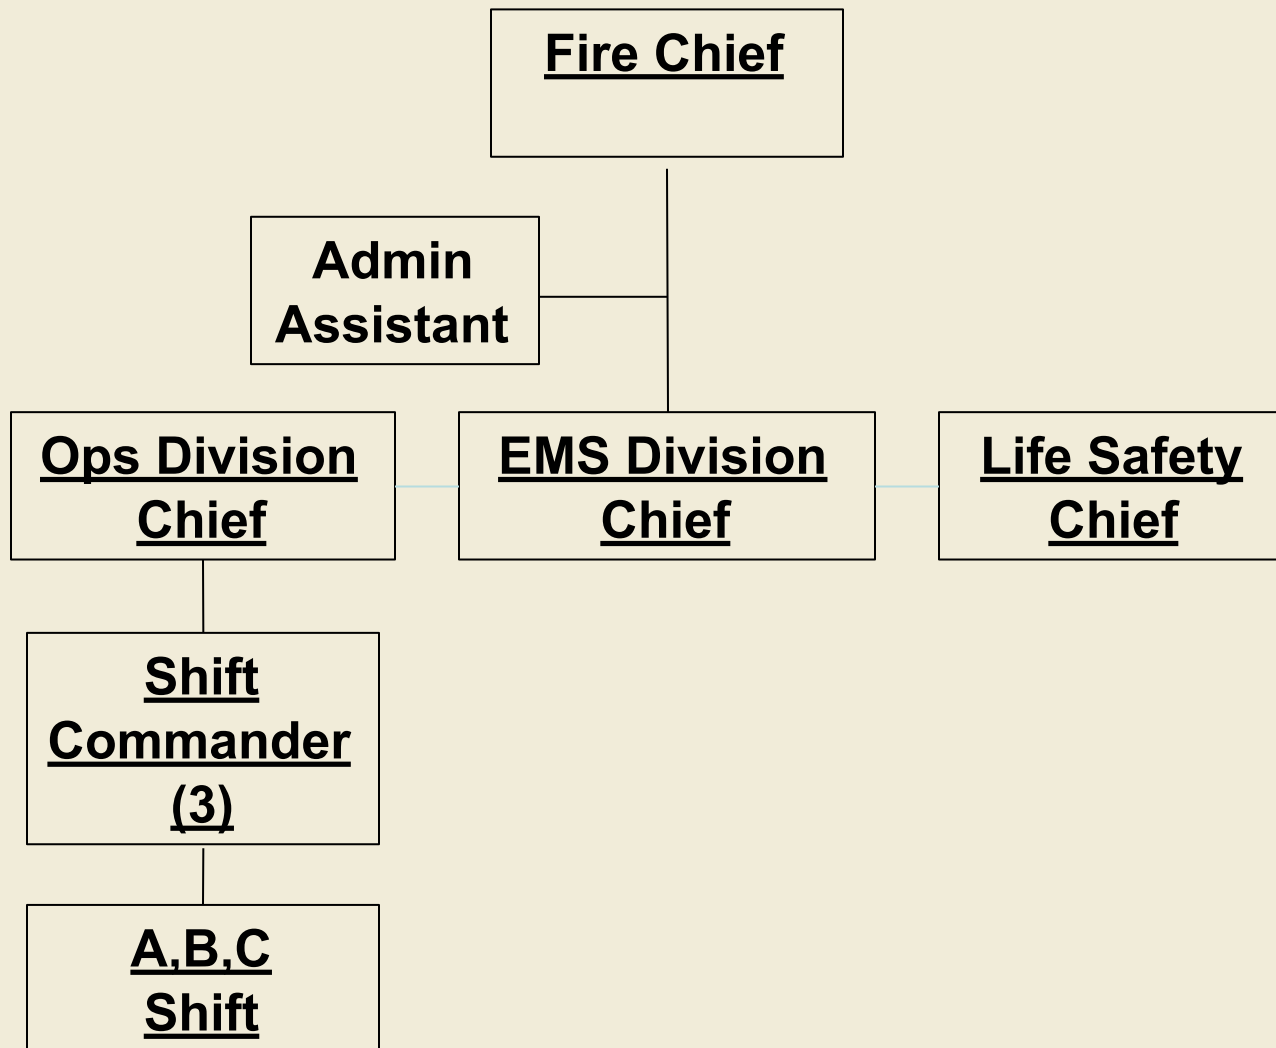 Fire Chief
Admin
Assistant
Ops Division
Chief
EMS Division
Chief
Life Safety
Chief
Shift
Commander
(3)
A,B,C
Shift